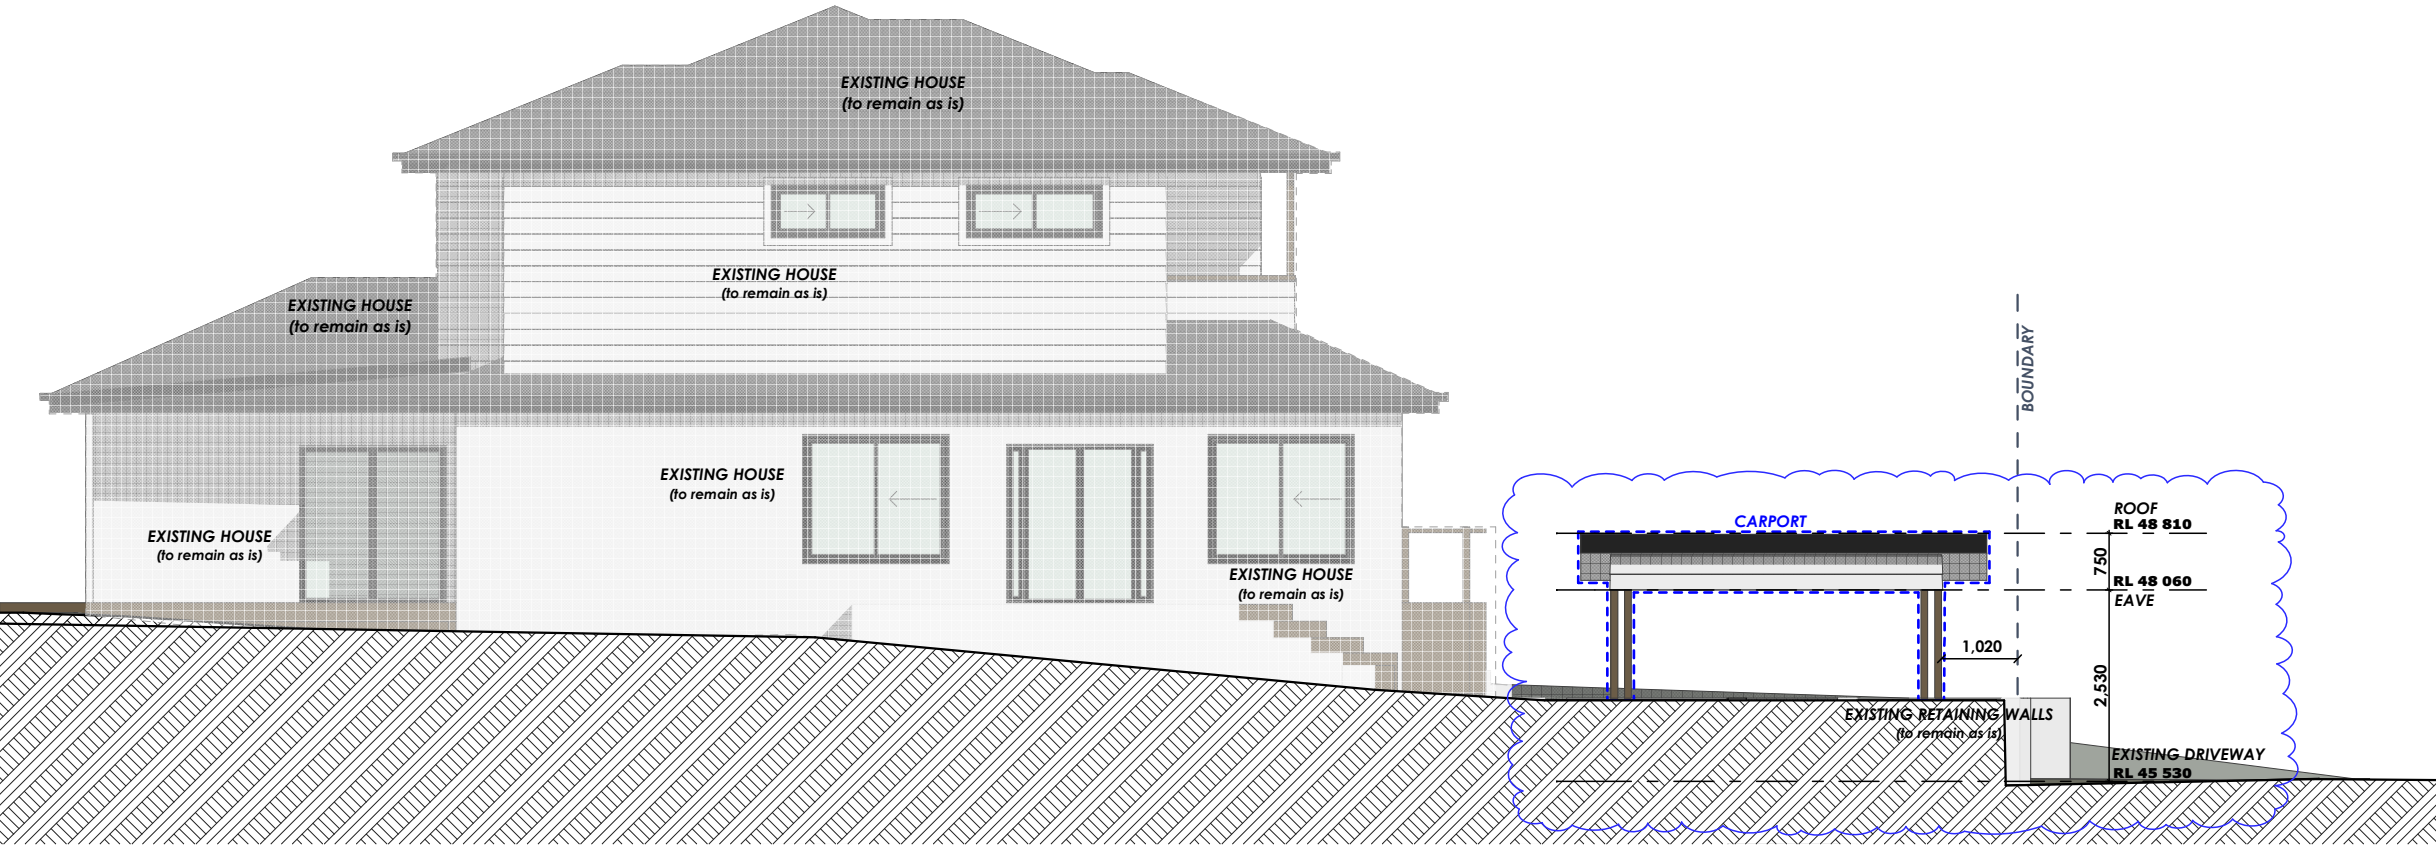 EXISTING HOUSE
(to remain as is)
EXISTING HOUSE
(to remain as is)
EXISTING HOUSE
(to remain as is)
EXISTING HOUSE
(to remain as is)
EXISTING HOUSE
(to remain as is)
EXISTING HOUSE
(to remain as is)
BOUNDARY
CARPORT
ROOF
RL 48 810
750
RL 48 060
EAVE
1,020
2,530
EXISTING RETAINING WALLS
(to remain as is)
EXISTING DRIVEWAY
RL 45 530